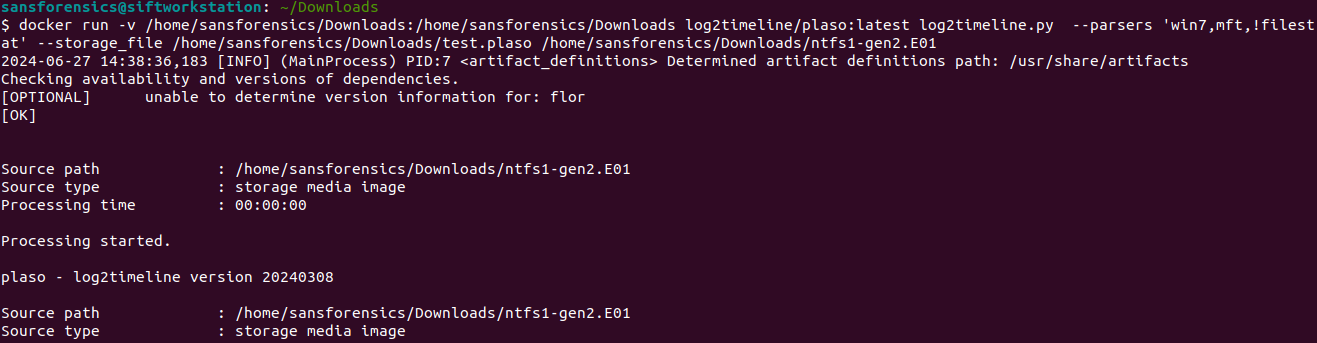 sansforensics@siftworkstation: ~/Downloads
$ docker run -v /home/sansforensics/Downloads:/home/sansforensics/Downloads log2timeline/plaso:latest log2timeline.py  --parsers 'win7,mft,!filest
at' --storage_file /home/sansforensics/Downloads/test.plaso /home/sansforensics/Downloads/ntfs1-gen2.E01
2024-06-27 14:38:36,183 [INFO] (MainProcess) PID:7 <artifact_definitions> Determined artifact definitions path: /usr/share/artifacts
Checking availability and versions of dependencies.
[OPTIONAL]      unable to determine version information for: flor
[OK]
Source path             : /home/sansforensics/Downloads/ntfs1-gen2.E01
Source type             : storage media image
Processing time         : 00:00:00
Processing started.
plaso - log2timeline version 20240308
Source path             : /home/sansforensics/Downloads/ntfs1-gen2.E01
Source type             : storage media image